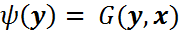 ψ(y) = G(y, x)